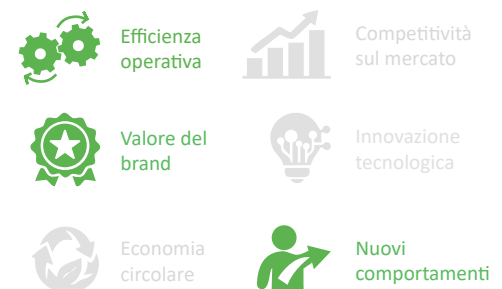 Efficienza
operativa
Competitività
sul mercato
Valore del
brand
Innovazione
tecnologica
Economia
circolare
Nuovi
comportamenti